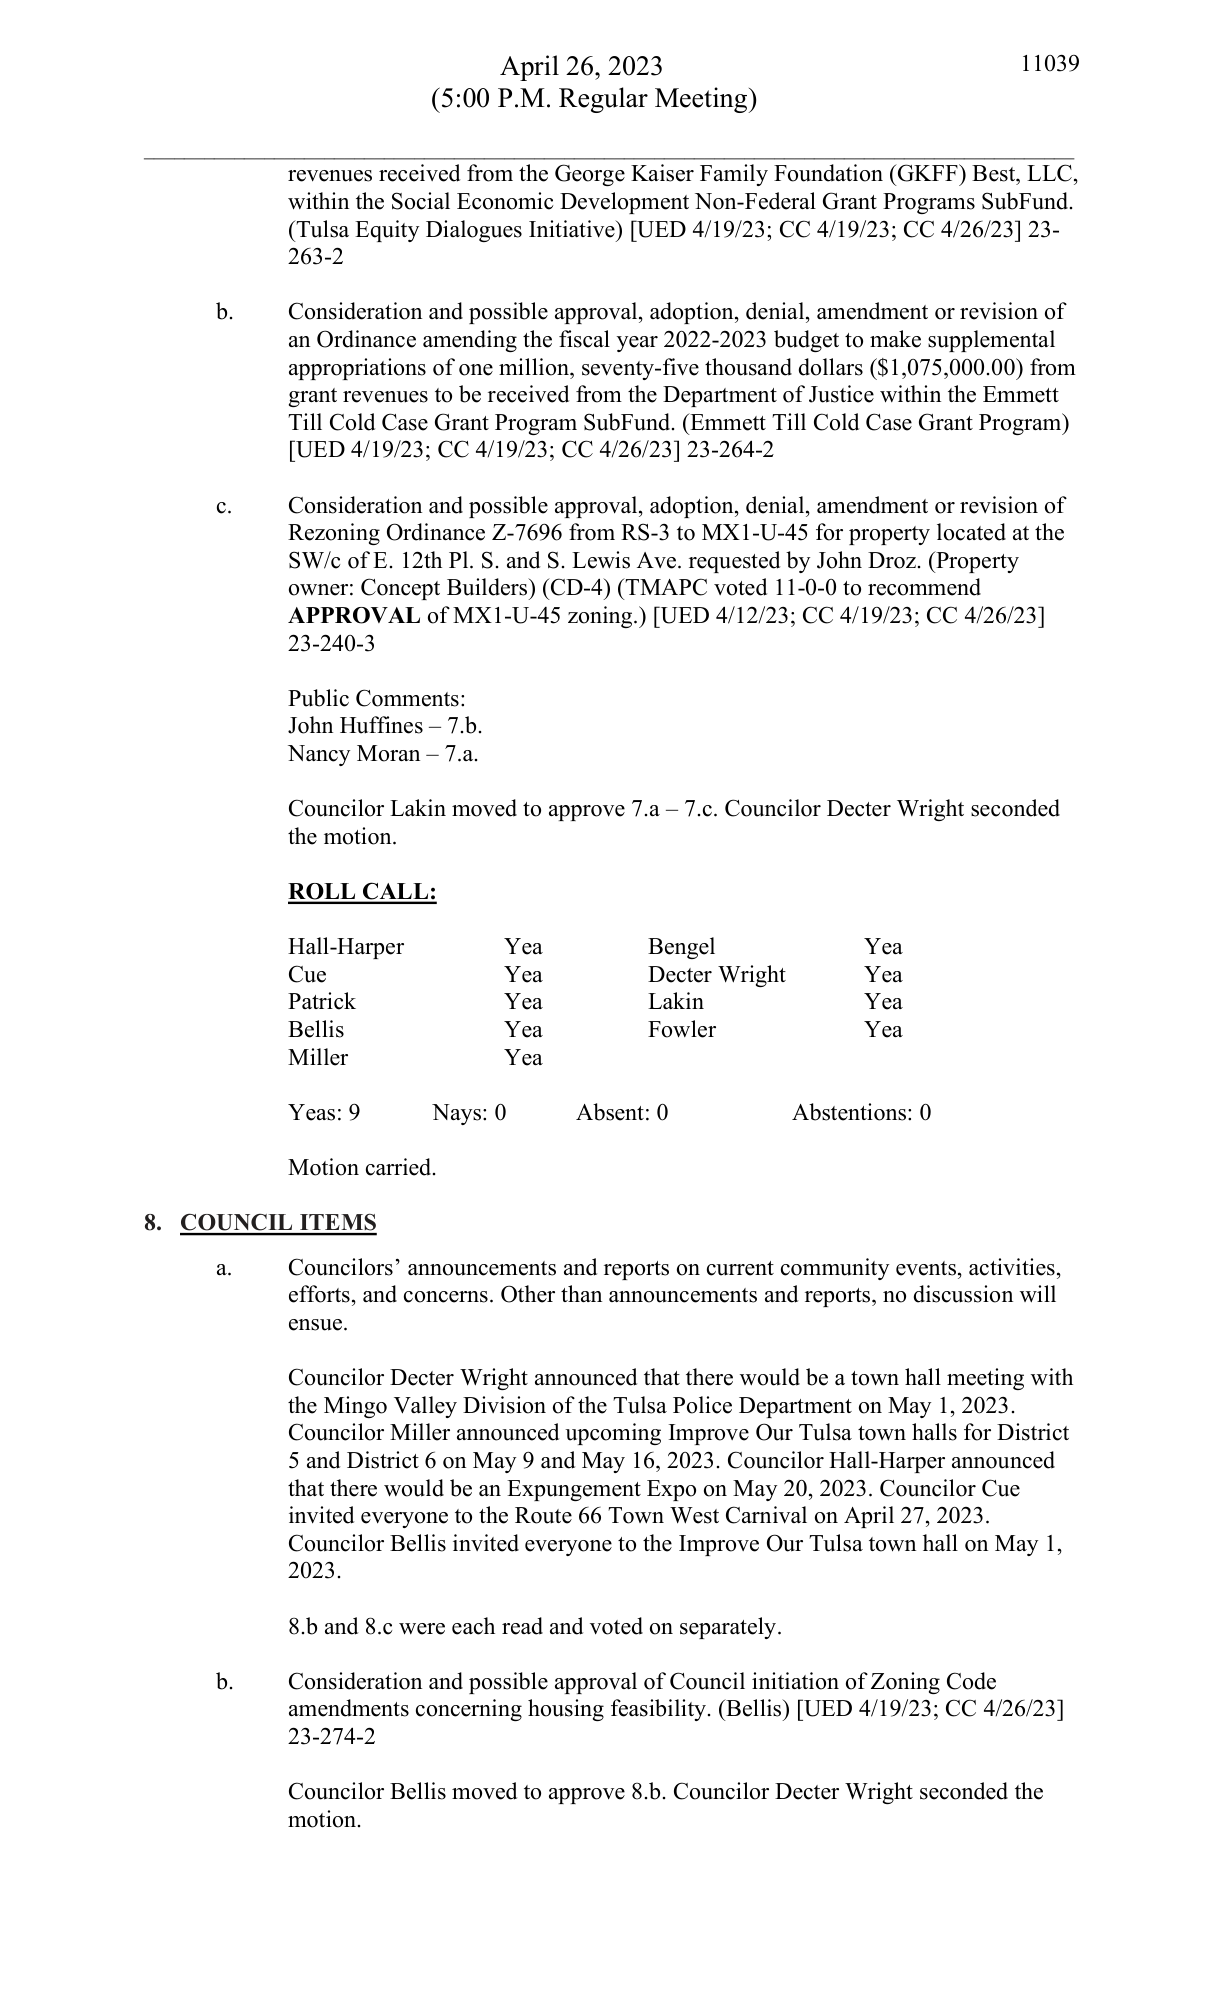 April 26, 2023
11039
(5:00 P.M. Regular Meeting)
revenues received from the George Kaiser Family Foundation (GKFF) Best, LLC,
within the Social Economic Development Non-Federal Grant Programs SubFund.
(Tulsa Equity Dialogues Initiative) [UED 4/19/23; CC 4/19/23; CC 4/26/23] 23-
263-2
b. Consideration and possible approval, adoption, denial, amendment or revision of
an Ordinance amending the fiscal year 2022-2023 budget to make supplemental
appropriations of one million, seventy-five thousand dollars ($1,075,000.00) from
grant revenues to be received from the Department of Justice within the Emmett
Till Cold Case Grant Program SubFund. (Emmett Till Cold Case Grant Program)
[UED 4/19/23; CC 4/19/23; CC 4/26/23] 23-264-2
c. Consideration and possible approval, adoption, denial, amendment or revision of
Rezoning Ordinance Z-7696 from RS-3 to MX1-U-45 for property located at the
SW/c of E. 12th Pl. S. and S. Lewis Ave. requested by John Droz. (Property
owner: Concept Builders) (CD-4) (TMAPC voted 11-0-0 to recommend
APPROVAL of MX1-U-45 zoning.) [UED 4/12/23; CC 4/19/23; CC 4/26/23]
23-240-3
Public Comments:
John Huffines – 7.b.
Nancy Moran – 7.a.
Councilor Lakin moved to approve 7.a – 7.c. Councilor Decter Wright seconded
the motion.
ROLL CALL:
Hall-Harper Yea Bengel Yea
Cue Yea Decter Wright Yea
Patrick Yea Lakin Yea
Bellis Yea Fowler Yea
Miller Yea
Yeas: 9 Nays: 0 Absent: 0 Abstentions: 0
Motion carried.
8. COUNCIL ITEMS
a. Councilors’ announcements and reports on current community events, activities,
efforts, and concerns. Other than announcements and reports, no discussion will
ensue.
Councilor Decter Wright announced that there would be a town hall meeting with
the Mingo Valley Division of the Tulsa Police Department on May 1, 2023.
Councilor Miller announced upcoming Improve Our Tulsa town halls for District
5 and District 6 on May 9 and May 16, 2023. Councilor Hall-Harper announced
that there would be an Expungement Expo on May 20, 2023. Councilor Cue
invited everyone to the Route 66 Town West Carnival on April 27, 2023.
Councilor Bellis invited everyone to the Improve Our Tulsa town hall on May 1,
2023.
8.b and 8.c were each read and voted on separately.
b. Consideration and possible approval of Council initiation of Zoning Code
amendments concerning housing feasibility. (Bellis) [UED 4/19/23; CC 4/26/23]
23-274-2
Councilor Bellis moved to approve 8.b. Councilor Decter Wright seconded the
motion.